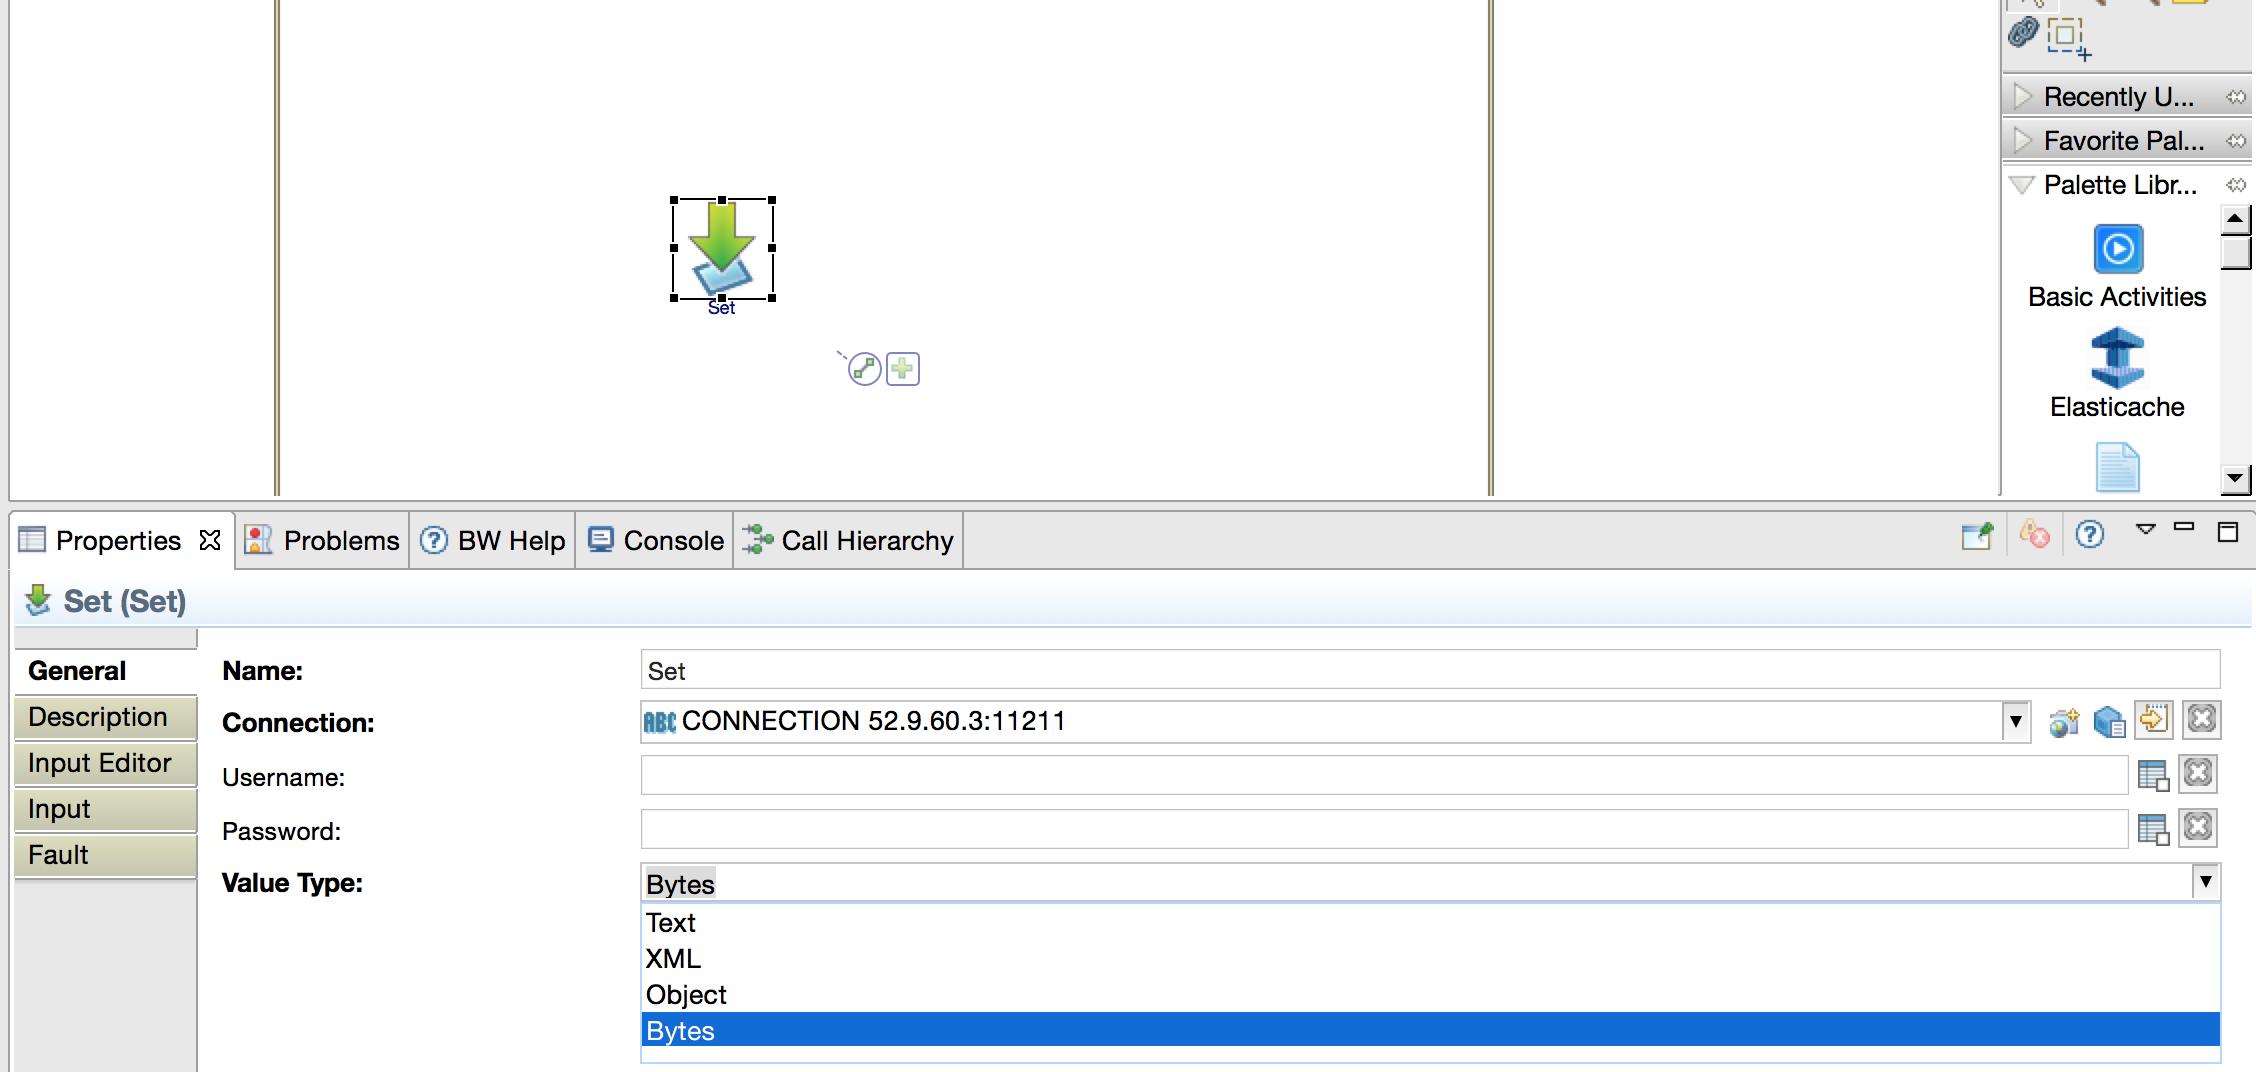 Recently U...
Favorite Pal...
Palette Libr...
Basic Activities
Elasticache
Set
Properties
Problems
BW Help
Console
Call Hierarchy
Set (Set)
General
Description
Input Editor
Input
Fault
Name:
Set
Connection:
ABC CONNECTION 52.9.60.3:11211
Username:
Password:
Value Type:
Bytes
Text
XML
Object
Bytes